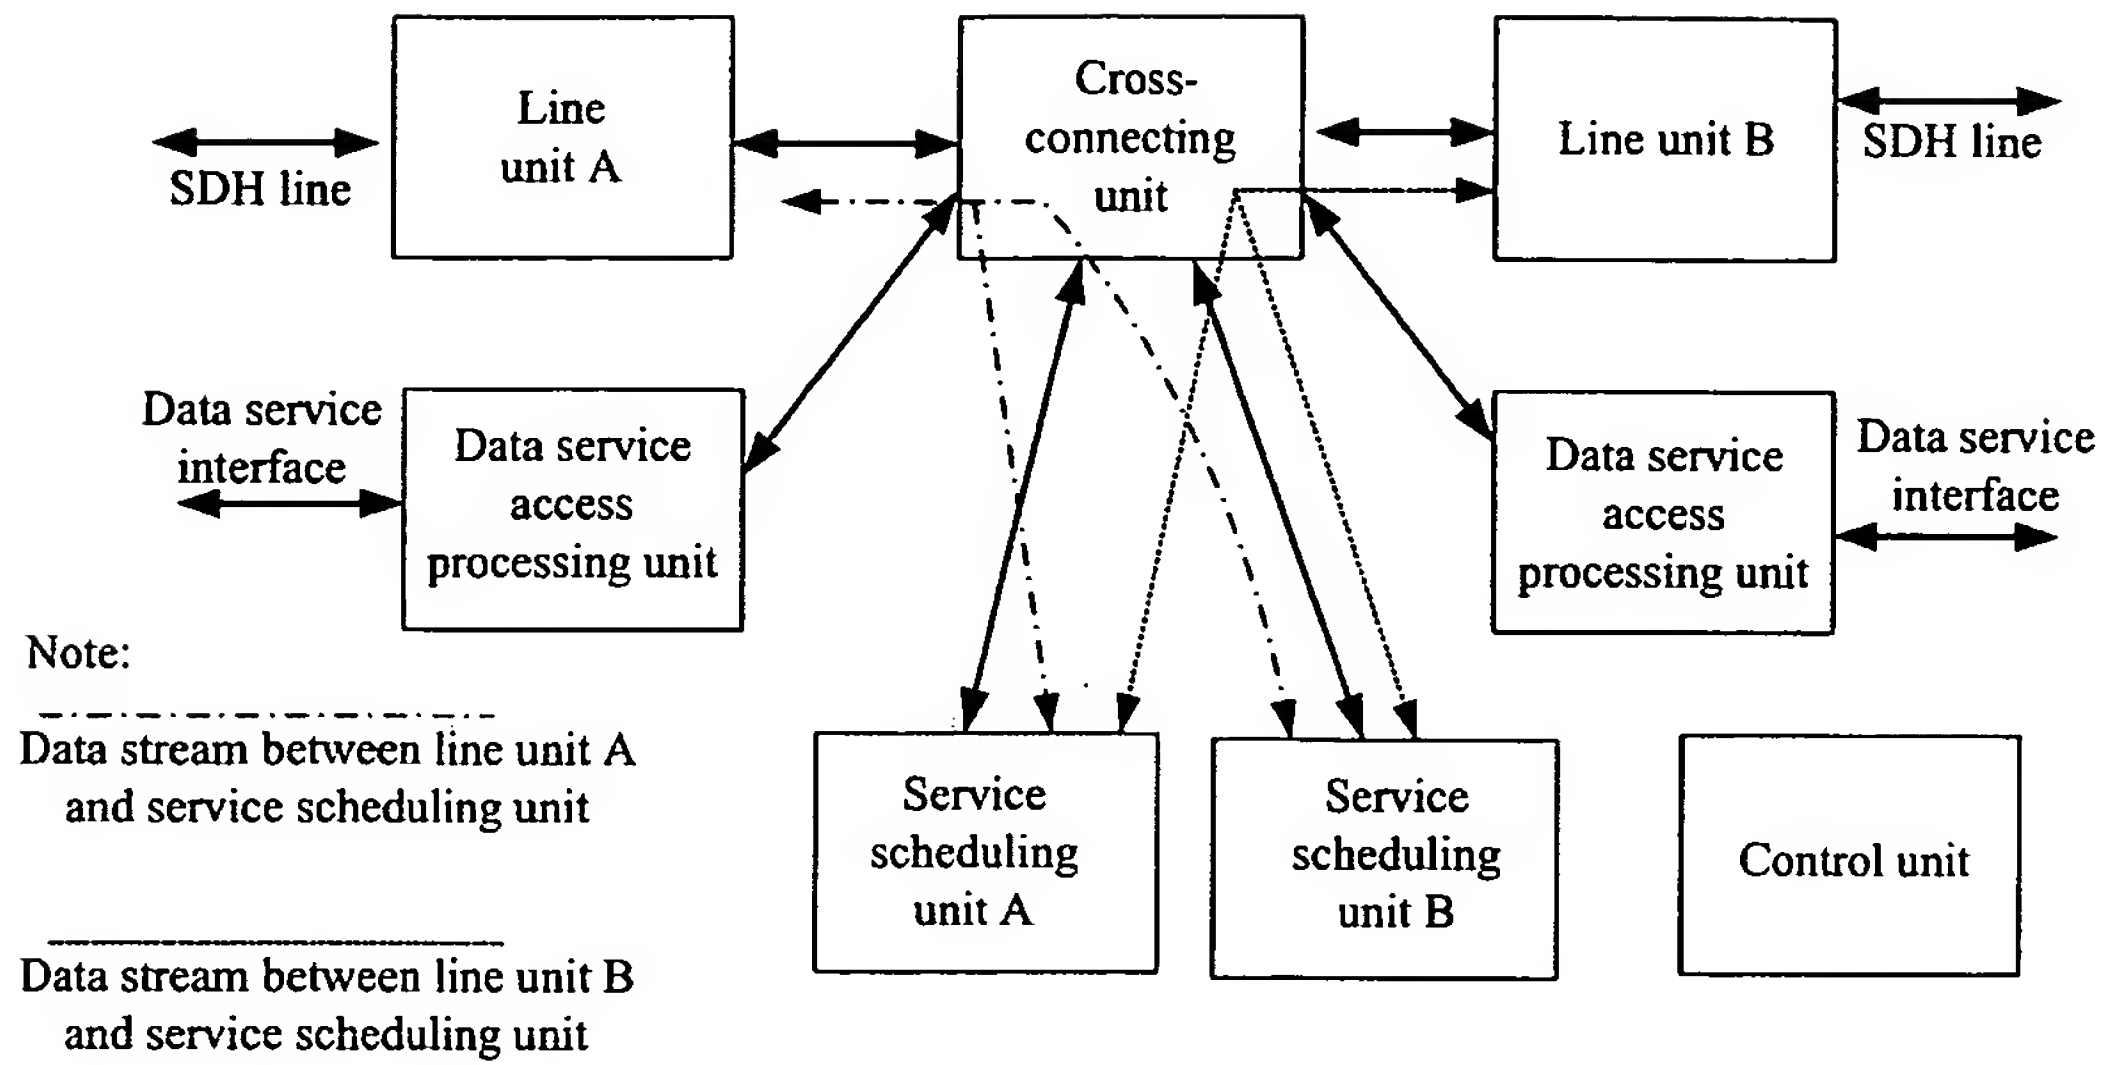 Line
unit A
Cross-
connecting
unit
Line unit B
SDH line
SDH line
Data service
interface
Data service
access
processing unit
Data service
access
processing unit
Data service
interface
Note:
Data stream between line unit A
and service scheduling unit
Service
scheduling
unit A
Service
scheduling
unit B
Control unit
Data stream between line unit B
and service scheduling unit